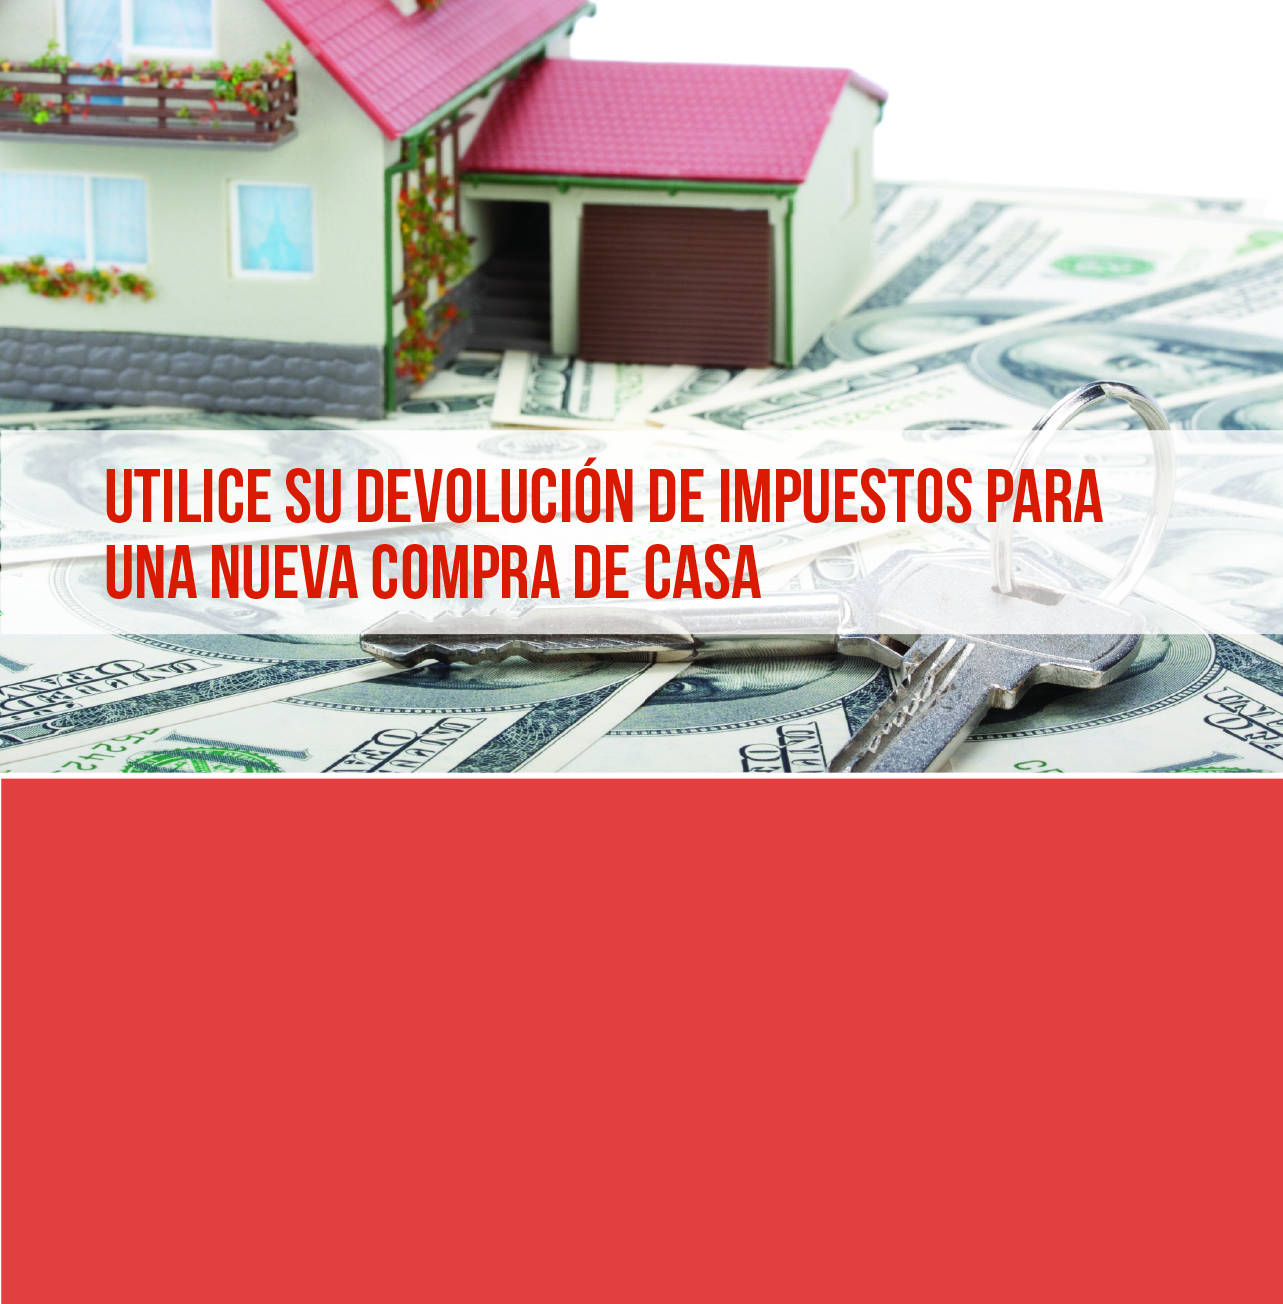 UTILICE SU DEVOLUCIÓN DE IMPUESTOS PARA
UNA NUEVA COMPRA DE CASA